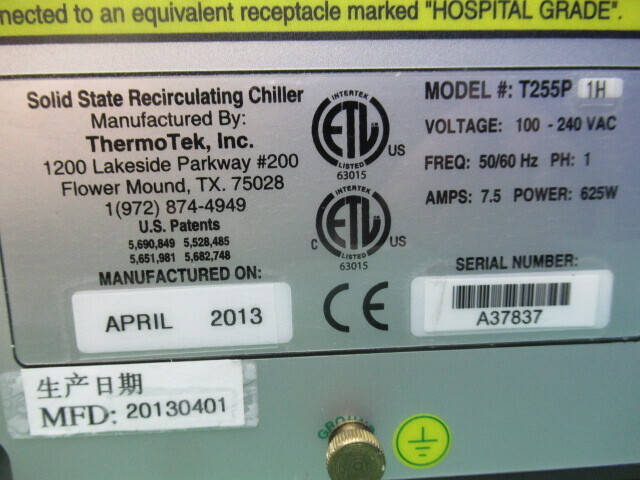 nnected to an equivalent receptacle marked "HOSPITAL GRADE".
Solid State Recirculating Chiller
Manufactured By:
ThermoTek, Inc.
1200 Lakeside Parkway #200
Flower Mound, TX. 75028
1(972) 874-4949
U.S. Patents
5,690,849 5,528,485
5,651,981 5,682,748
MANUFACTURED ON:
APRIL 2013
INTERTEK
ETL
US
LISTED
63015
INTERTEK
C ETL US
LISTED
63015
CE
MODEL #: T255P 1H
VOLTAGE: 100 - 240 VAC
FREQ: 50/60 Hz PH: 1
AMPS: 7.5 POWER: 625W
SERIAL NUMBER:
A37837
生产日期
MFD: 20130401